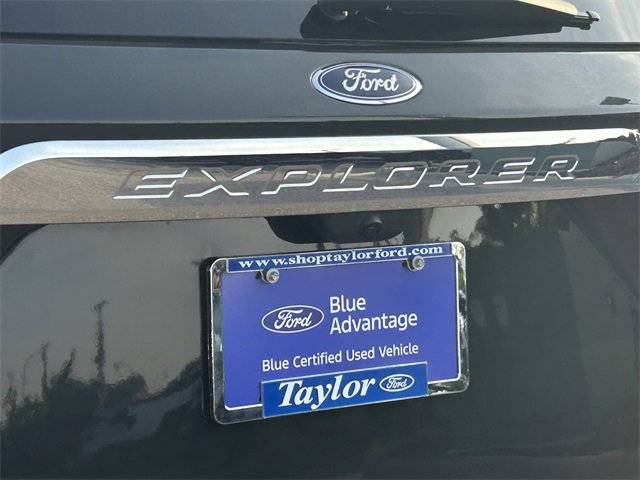 Ford
EXPLORER
www.shoptaylorford.com
Ford
Blue
Advantage
Blue Certified Used Vehicle
Taylor Ford